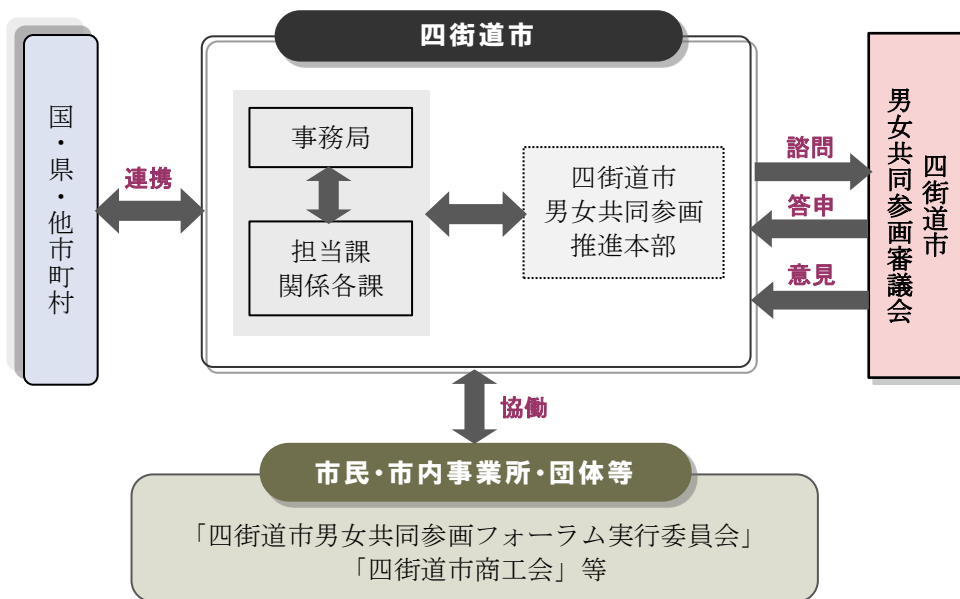 四街道市
国・県・他市町村
連携
事務局
担当課
関係各課
四街道市
男女共同参画
推進本部
諮問
答申
意見
四街道市
男女共同参画審議会
協働
市民・市内事業所・団体等
「四街道市男女共同参画フォーラム実行委員会」
「四街道市商工会」等